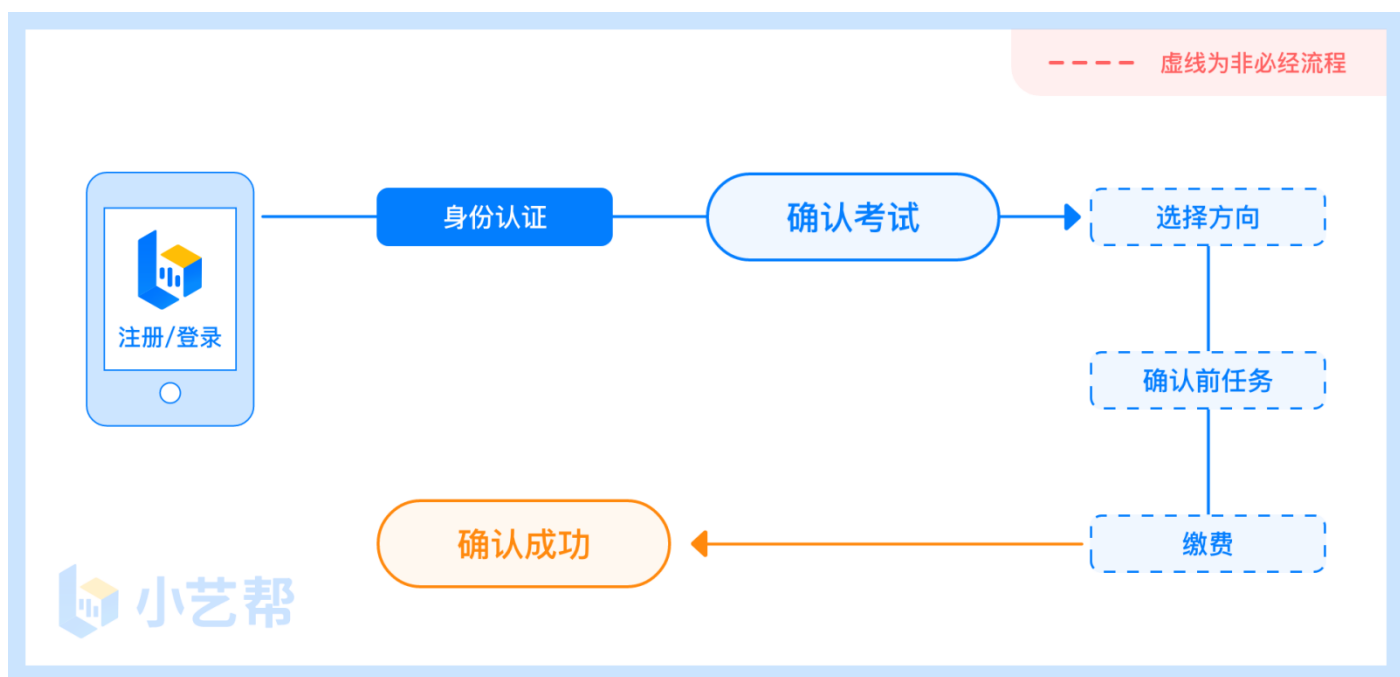 虚线为非必经流程
身份认证
确认考试
选择方向
注册/登录
确认前任务
确认成功
缴费
小艺帮